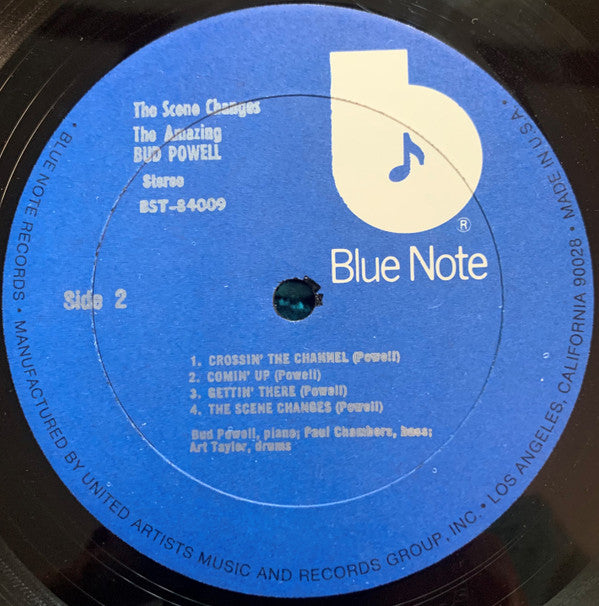 The Scene Changes
The Amazing
BUD POWELL
Stereo
BST-84009
b
®
Blue Note
Side 2
1. CROSSIN' THE CHANNEL (Powell)
2. COMIN' UP (Powell)
3. GETTIN' THERE (Powell)
4. THE SCENE CHANGES (Powell)
Bud Powell, piano; Paul Chambers, bass;
Art Taylor, drums
• BLUE NOTE RECORDS • MANUFACTURED BY UNITED ARTISTS MUSIC AND RECORDS GROUP, INC. • LOS ANGELES, CALIFORNIA 90028 • MADE IN U.S.A.